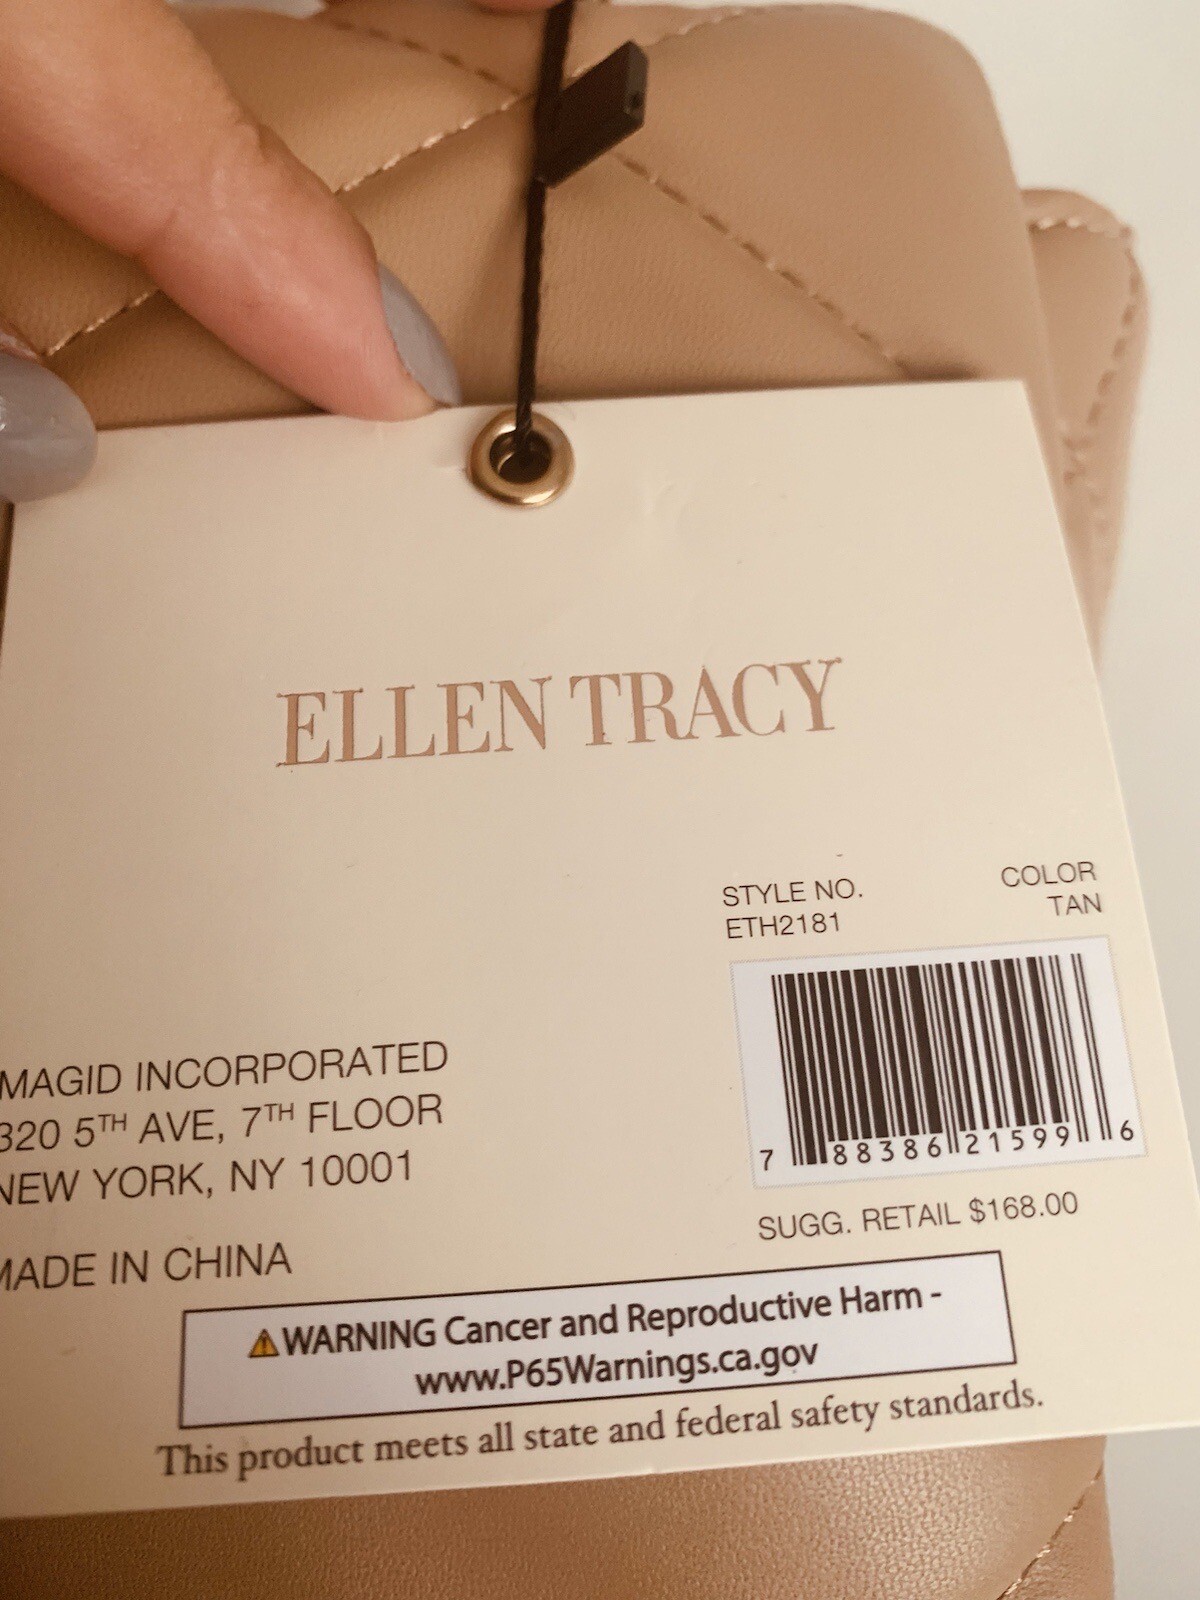 ELLEN TRACY
STYLE NO.
ETH2181
COLOR
TAN
7 88386 21599 6
SUGG. RETAIL $168.00
MAGID INCORPORATED
320 5TH AVE, 7TH FLOOR
NEW YORK, NY 10001
MADE IN CHINA
⚠WARNING Cancer and Reproductive Harm -
www.P65Warnings.ca.gov
This product meets all state and federal safety standards.